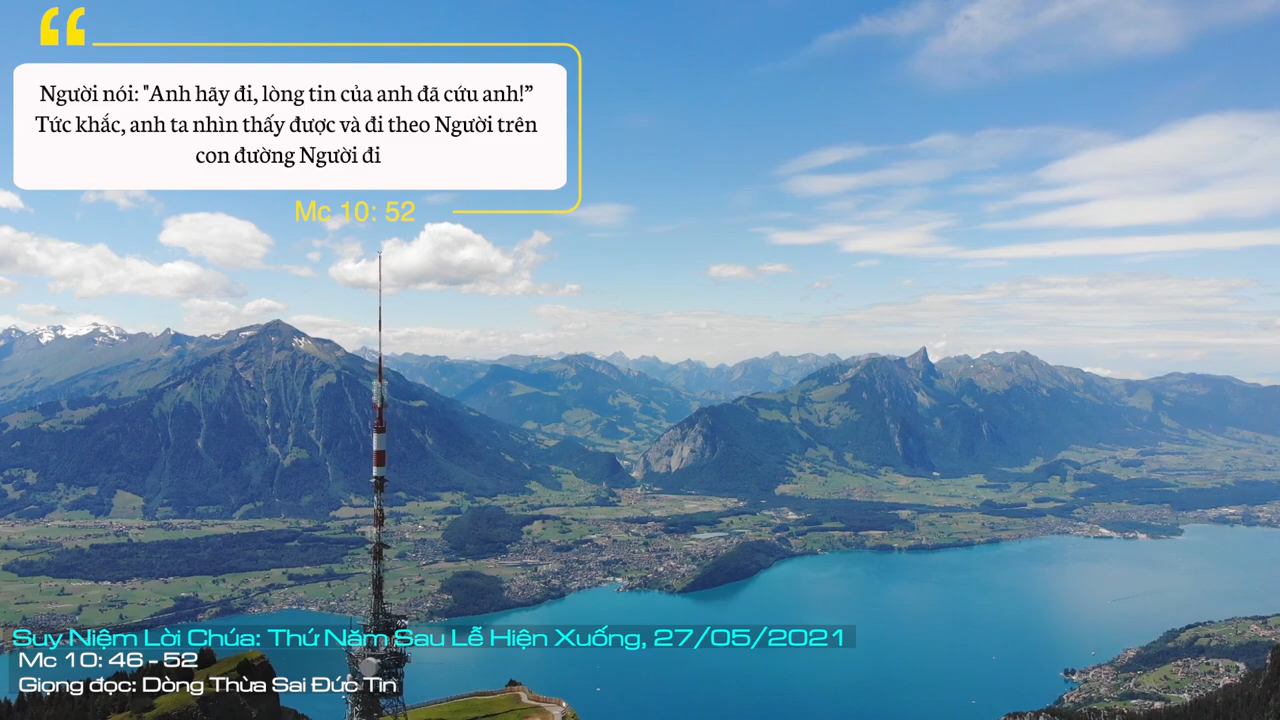 “
Người nói: "Anh hãy đi, lòng tin của anh đã cứu anh!”
Tức khắc, anh ta nhìn thấy được và đi theo Người trên
con đường Người đi
Mc 10: 52
Suy Niệm Lời Chúa: Thứ Năm Sau Lễ Hiện Xuống, 27/05/2021
Mc 10: 46 - 52
Giọng đọc: Dòng Thừa Sai Đức Tin